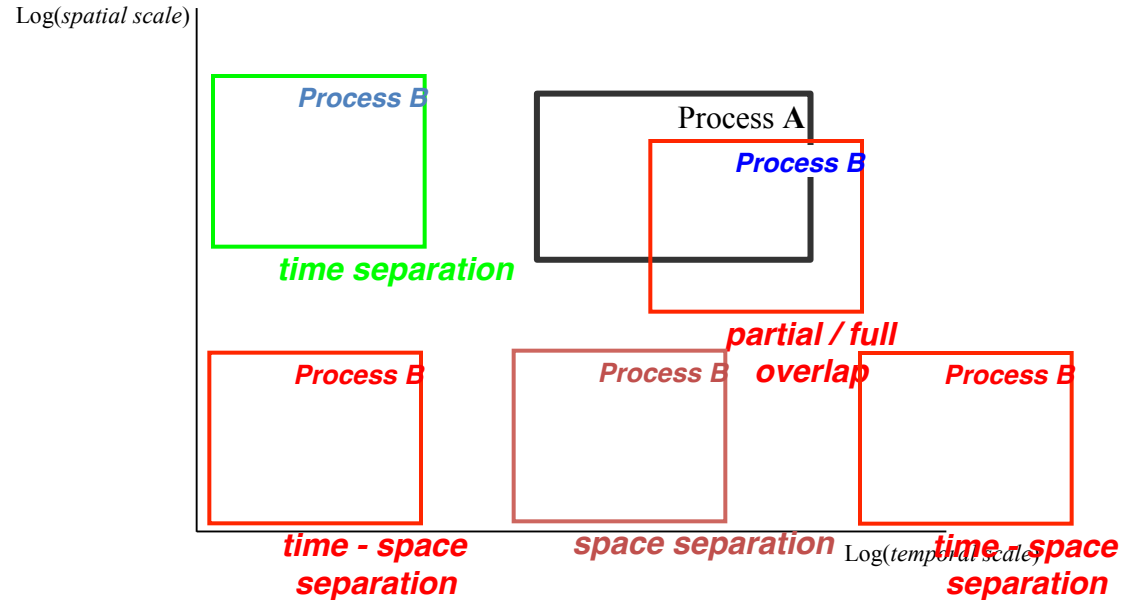 Log(spatial scale)
Process B
Process A
Process B
time separation
partial / full
overlap
Process B
Process B
Process B
time - space
separation
space separation
Log(temporal scale)
time - space
separation